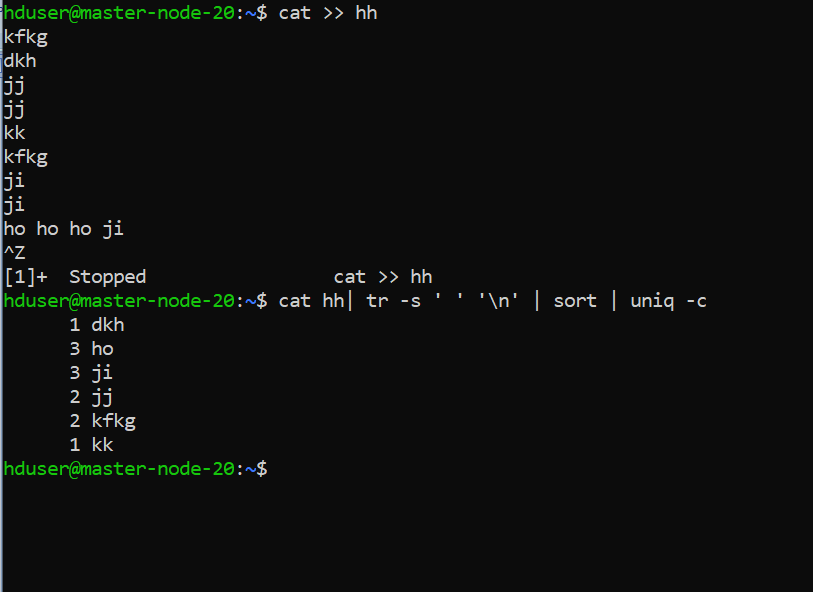 hduser@master-node-20:~$ cat >> hh
kfkg
dkh
jj
jj
kk
kfkg
ji
ji
ho ho ho ji
^Z
[1]+  Stopped                 cat >> hh
hduser@master-node-20:~$ cat hh| tr -s ' ' '\n' | sort | uniq -c
      1 dkh
      3 ho
      3 ji
      2 jj
      2 kfkg
      1 kk
hduser@master-node-20:~$